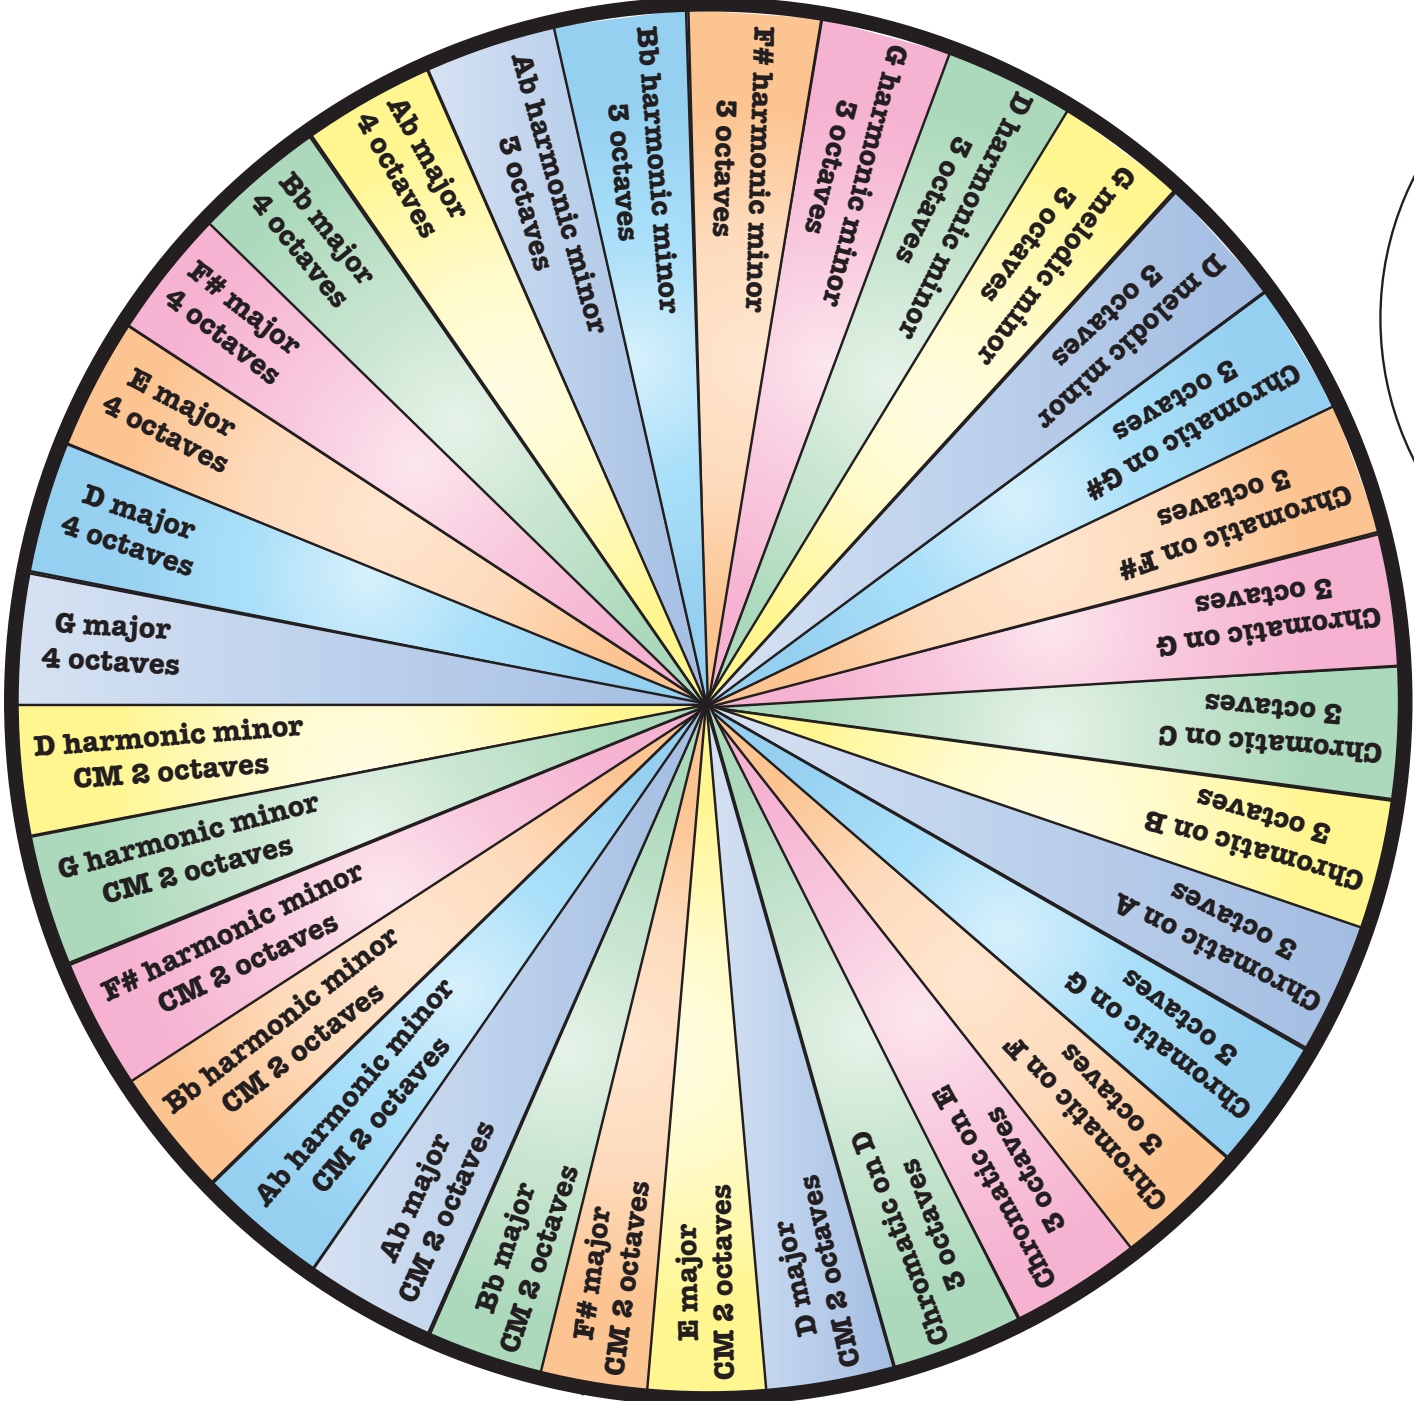 F# harmonic minor
3 octaves
G harmonic minor
3 octaves
D harmonic minor
3 octaves
G melodic minor
3 octaves
D melodic minor
3 octaves
Chromatic on G#
3 octaves
Chromatic on F#
3 octaves
Chromatic on G
3 octaves
Chromatic on C
3 octaves
Chromatic on B
3 octaves
Chromatic on A
3 octaves
Chromatic on G
3 octaves
Chromatic on F
3 octaves
Chromatic on E
3 octaves
Chromatic on D
3 octaves
D major
CM 2 octaves
E major
CM 2 octaves
F# major
CM 2 octaves
Bb major
CM 2 octaves
Ab major
CM 2 octaves
Ab harmonic minor
CM 2 octaves
Bb harmonic minor
CM 2 octaves
F# harmonic minor
CM 2 octaves
G harmonic minor
CM 2 octaves
D harmonic minor
CM 2 octaves
G major
4 octaves
D major
4 octaves
E major
4 octaves
F# major
4 octaves
Bb major
4 octaves
Ab major
4 octaves
Ab harmonic minor
3 octaves
Bb harmonic minor
3 octaves